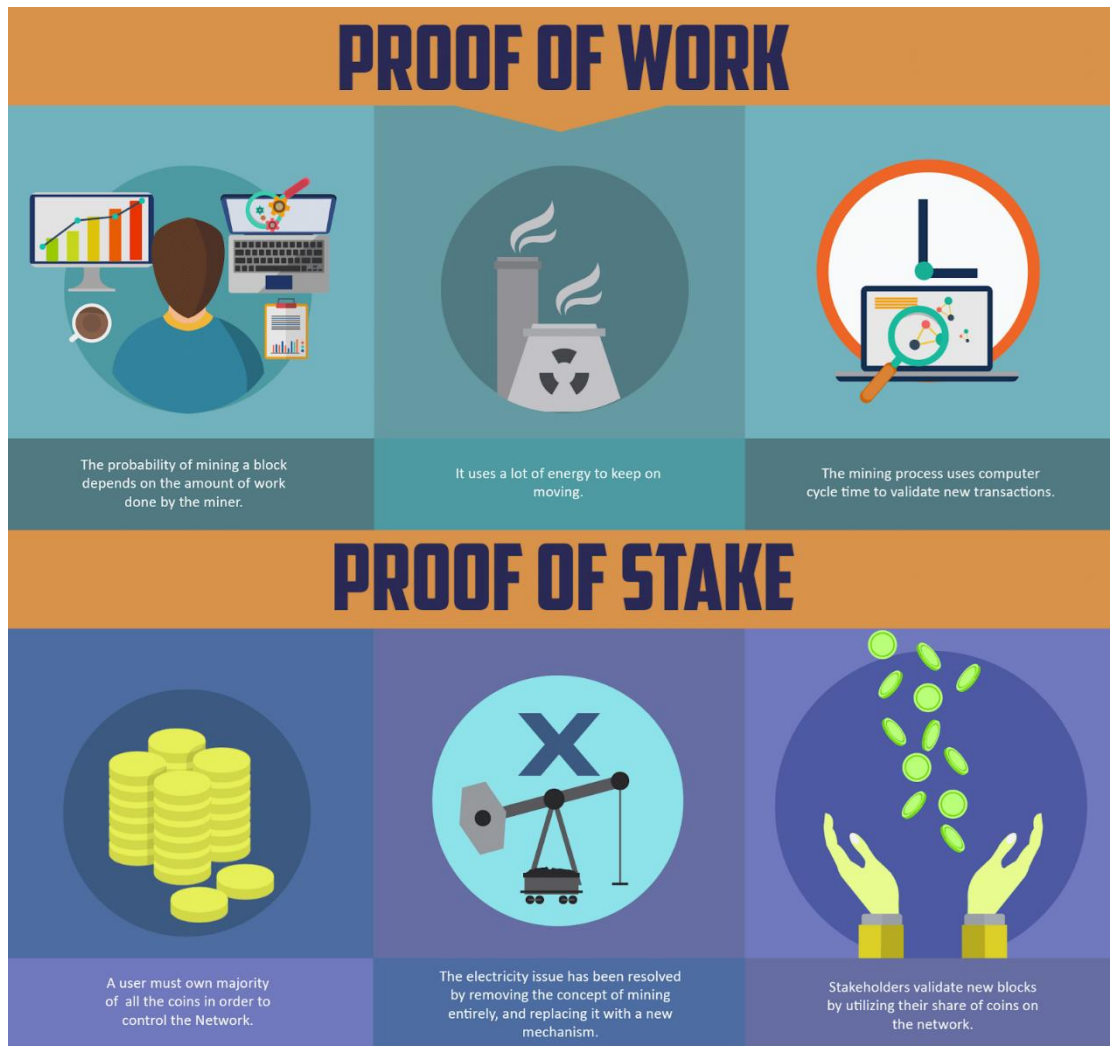 PROOF OF WORK
The probability of mining a block
depends on the amount of work
done by the miner.
It uses a lot of energy to keep on
moving.
The mining process uses computer
cycle time to validate new transactions.
PROOF OF STAKE
A user must own majority
of all the coins in order to
control the Network.
The electricity issue has been resolved
by removing the concept of mining
entirely, and replacing it with a new
mechanism.
Stakeholders validate new blocks
by utilizing their share of coins on
the network.